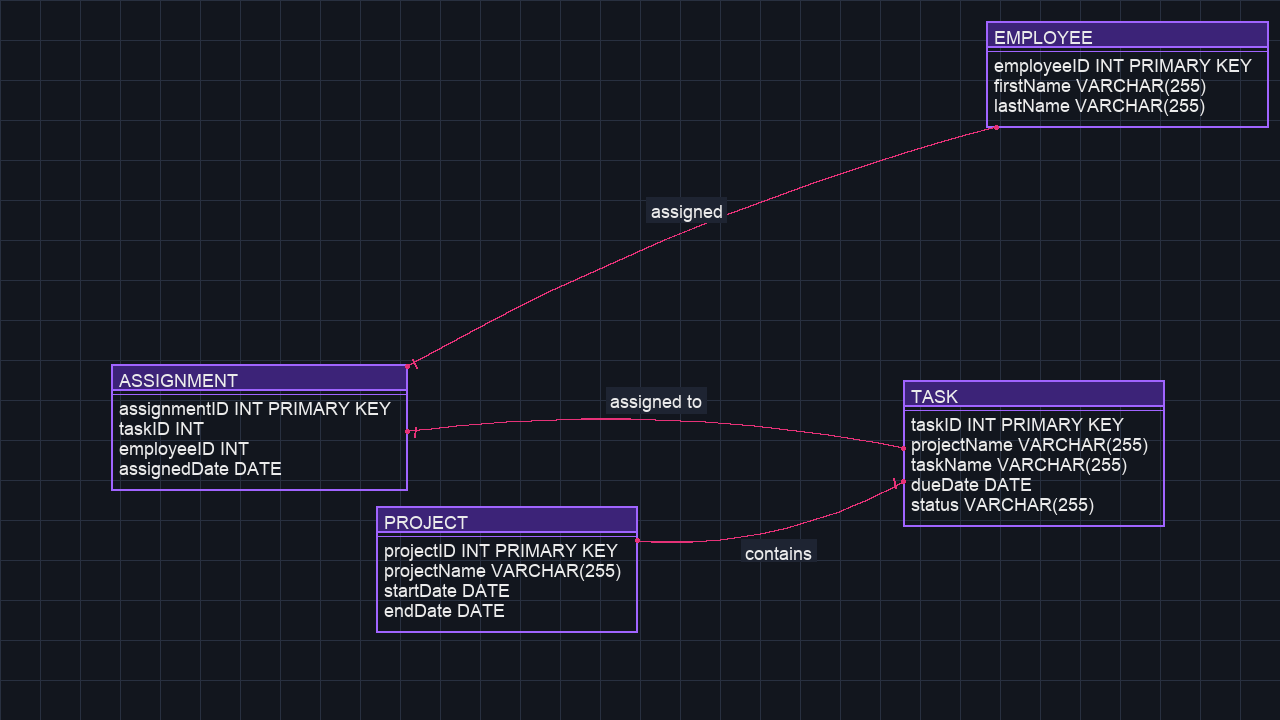 EMPLOYEE
employeeID INT PRIMARY KEY
firstName VARCHAR(255)
lastName VARCHAR(255)
assigned
ASSIGNMENT
assignmentID INT PRIMARY KEY
taskID INT
employeeID INT
assignedDate DATE
assigned to
TASK
taskID INT PRIMARY KEY
projectName VARCHAR(255)
taskName VARCHAR(255)
dueDate DATE
status VARCHAR(255)
PROJECT
projectID INT PRIMARY KEY
projectName VARCHAR(255)
startDate DATE
endDate DATE
contains